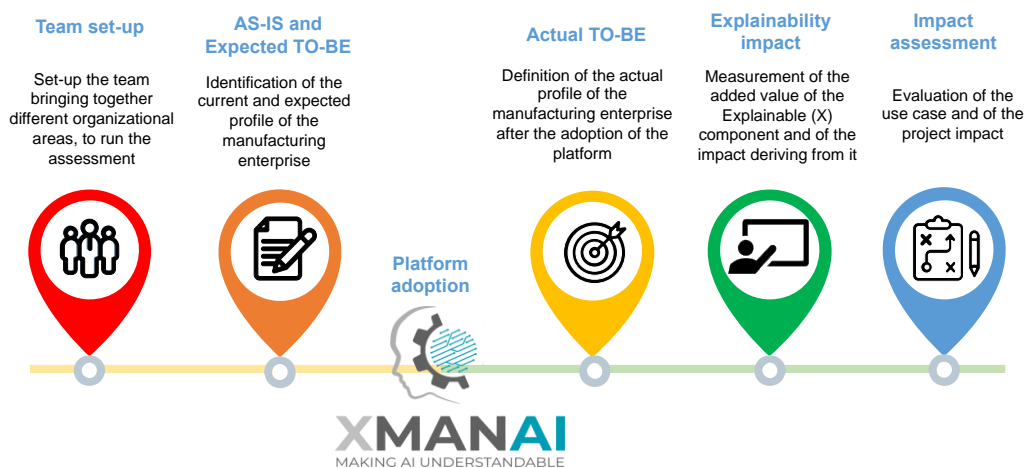 Team set-up
Set-up the team
bringing together
different organizational
areas, to run the
assessment
AS-IS and
Expected TO-BE
Identification of the
current and expected
profile of the
manufacturing
enterprise
Platform
adoption
XMANAI
MAKING AI UNDERSTANDABLE
Actual TO-BE
Definition of the actual
profile of the
manufacturing enterprise
after the adoption of the
platform
Explainability
impact
Measurement of the
added value of the
Explainable (X)
component and of the
impact deriving from it
Impact
assessment
Evaluation of the
use case and of the
project impact